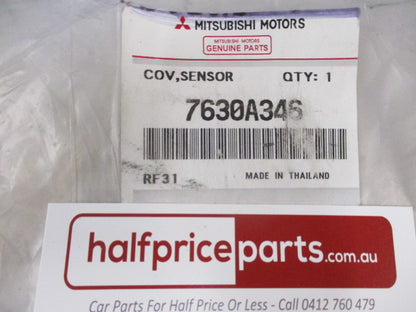 MITSUBISHI MOTORS
MITSUBISHI MOTORS
GENUINE PARTS
COV,SENSOR QTY: 1
7630A346
RF31 MADE IN THAILAND
halfpriceparts.com.au
Car Parts For Half Price Or Less - Call 0412 760 479